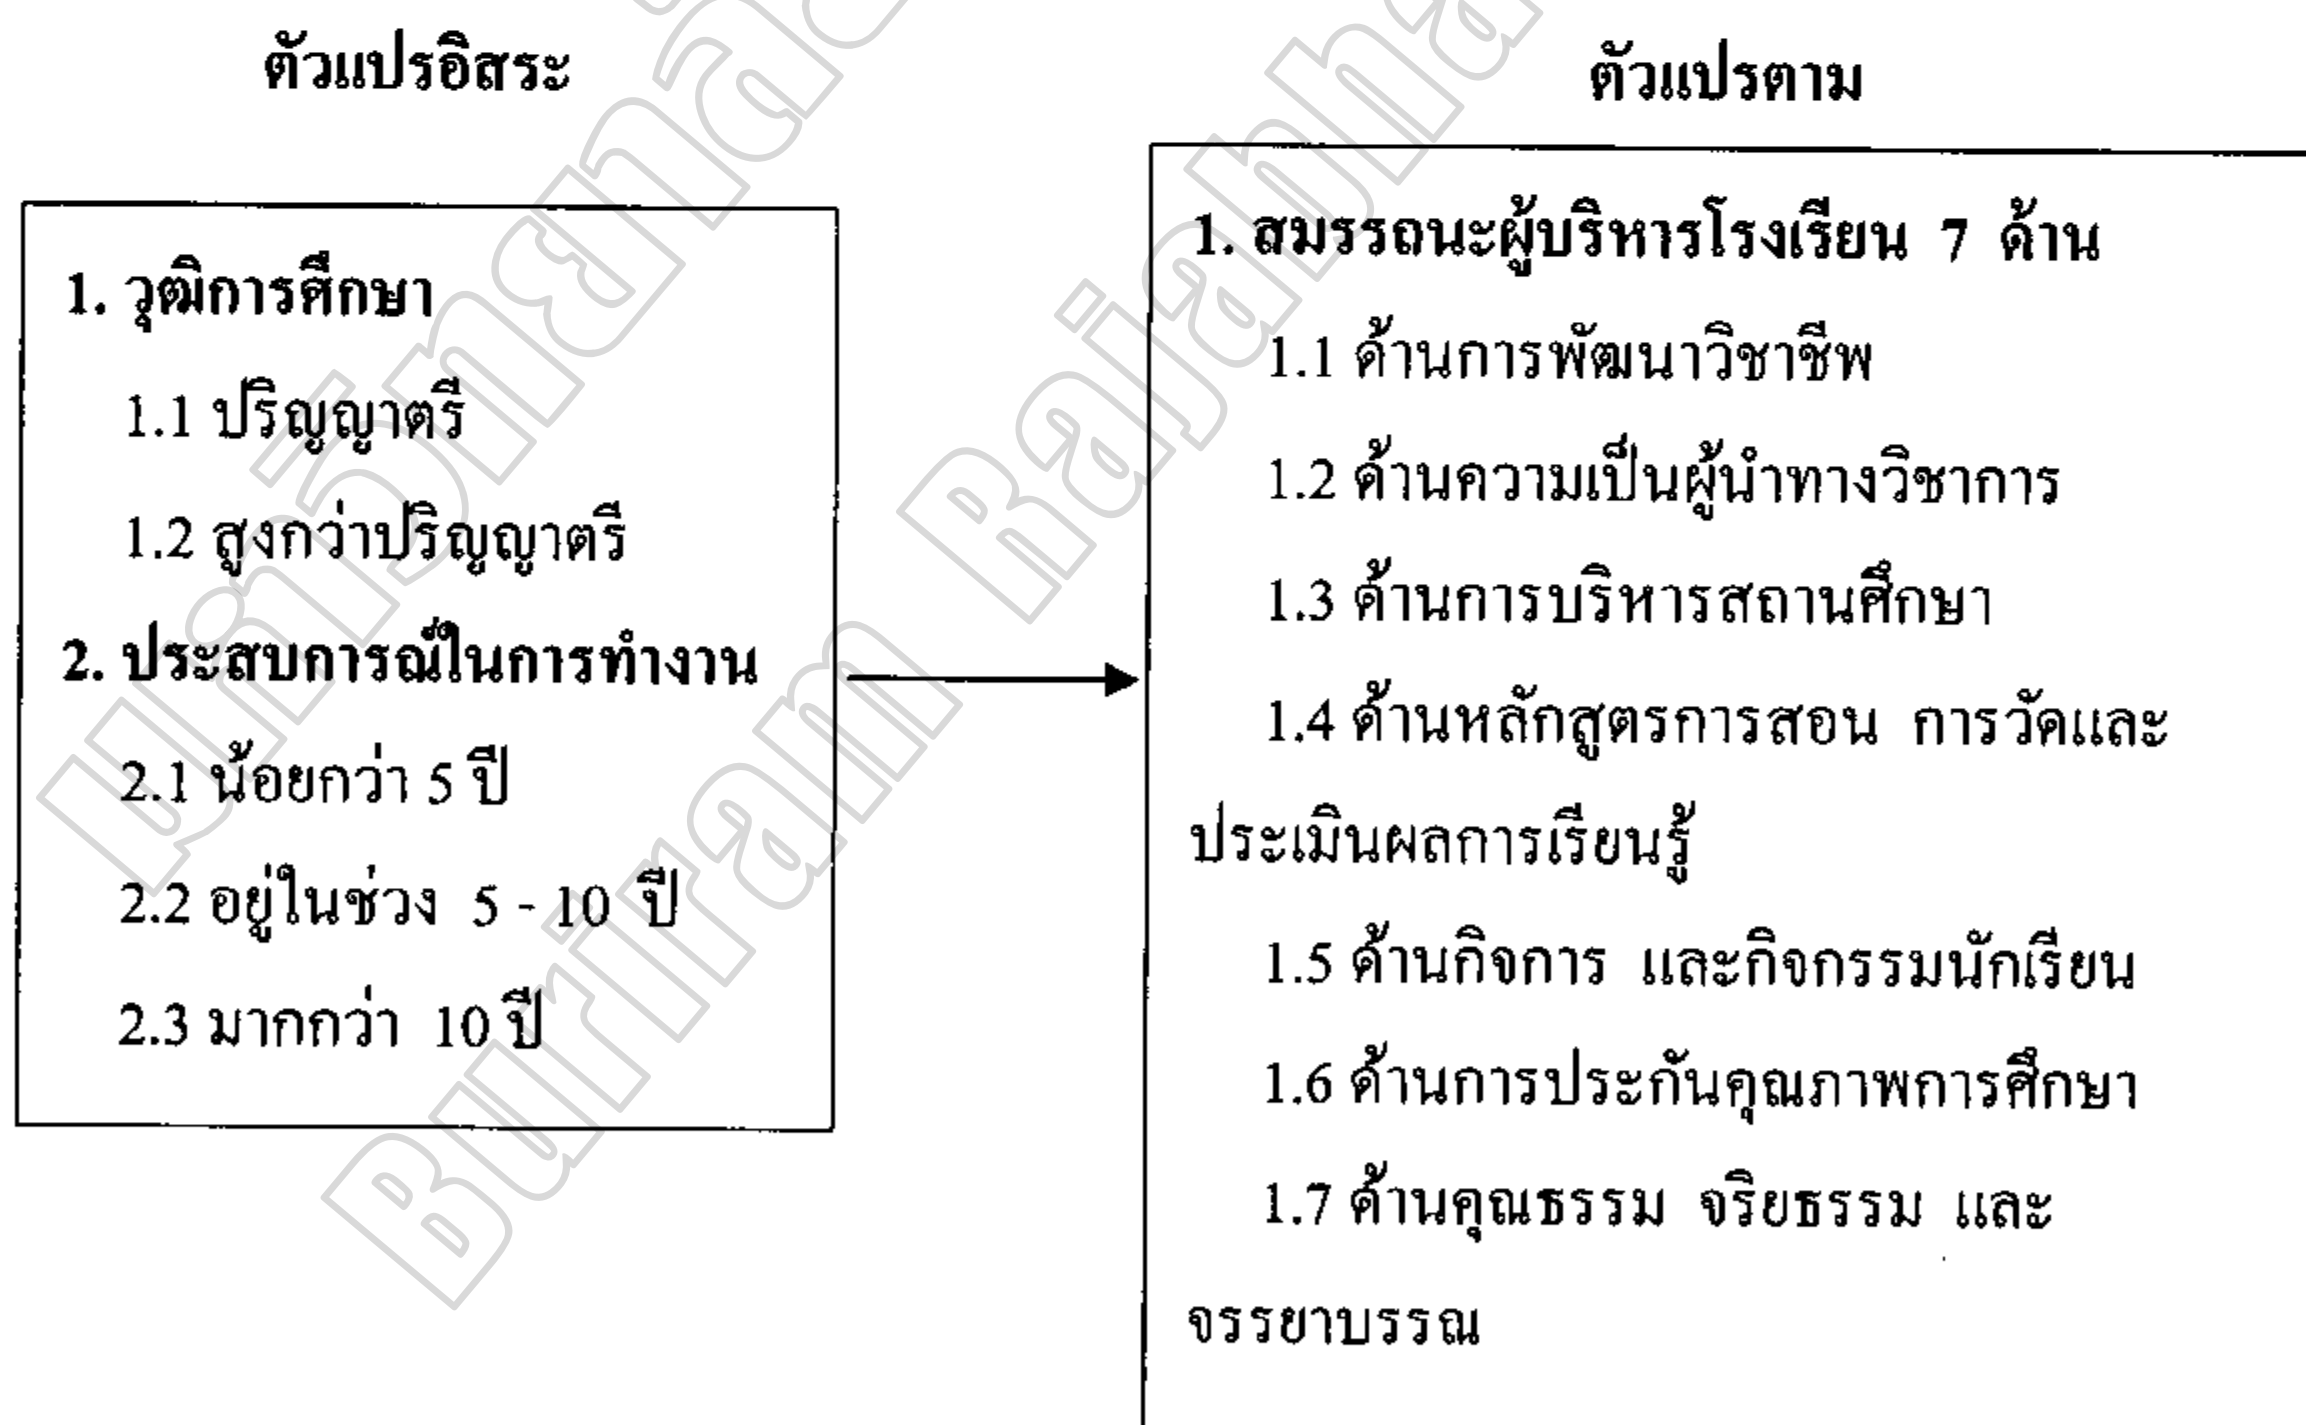 ตัวแปรอิสระ
1. วุฒิการศึกษา
1.1 ปริญญาตรี
1.2 สูงกว่าปริญญาตรี
2. ประสบการณ์ในการทำงาน
2.1 น้อยกว่า 5 ปี
2.2 อยู่ในช่วง 5 - 10 ปี
2.3 มากกว่า 10 ปี
ตัวแปรตาม
1. สมรรถนะผู้บริหารโรงเรียน 7 ด้าน
1.1 ด้านการพัฒนาวิชาชีพ
1.2 ด้านความเป็นผู้นำทางวิชาการ
1.3 ด้านการบริหารสถานศึกษา
1.4 ด้านหลักสูตรการสอน การวัดและ
ประเมินผลการเรียนรู้
1.5 ด้านกิจการ และกิจกรรมนักเรียน
1.6 ด้านการประกันคุณภาพการศึกษา
1.7 ด้านคุณธรรม จริยธรรม และ
จรรยาบรรณ
Buriram